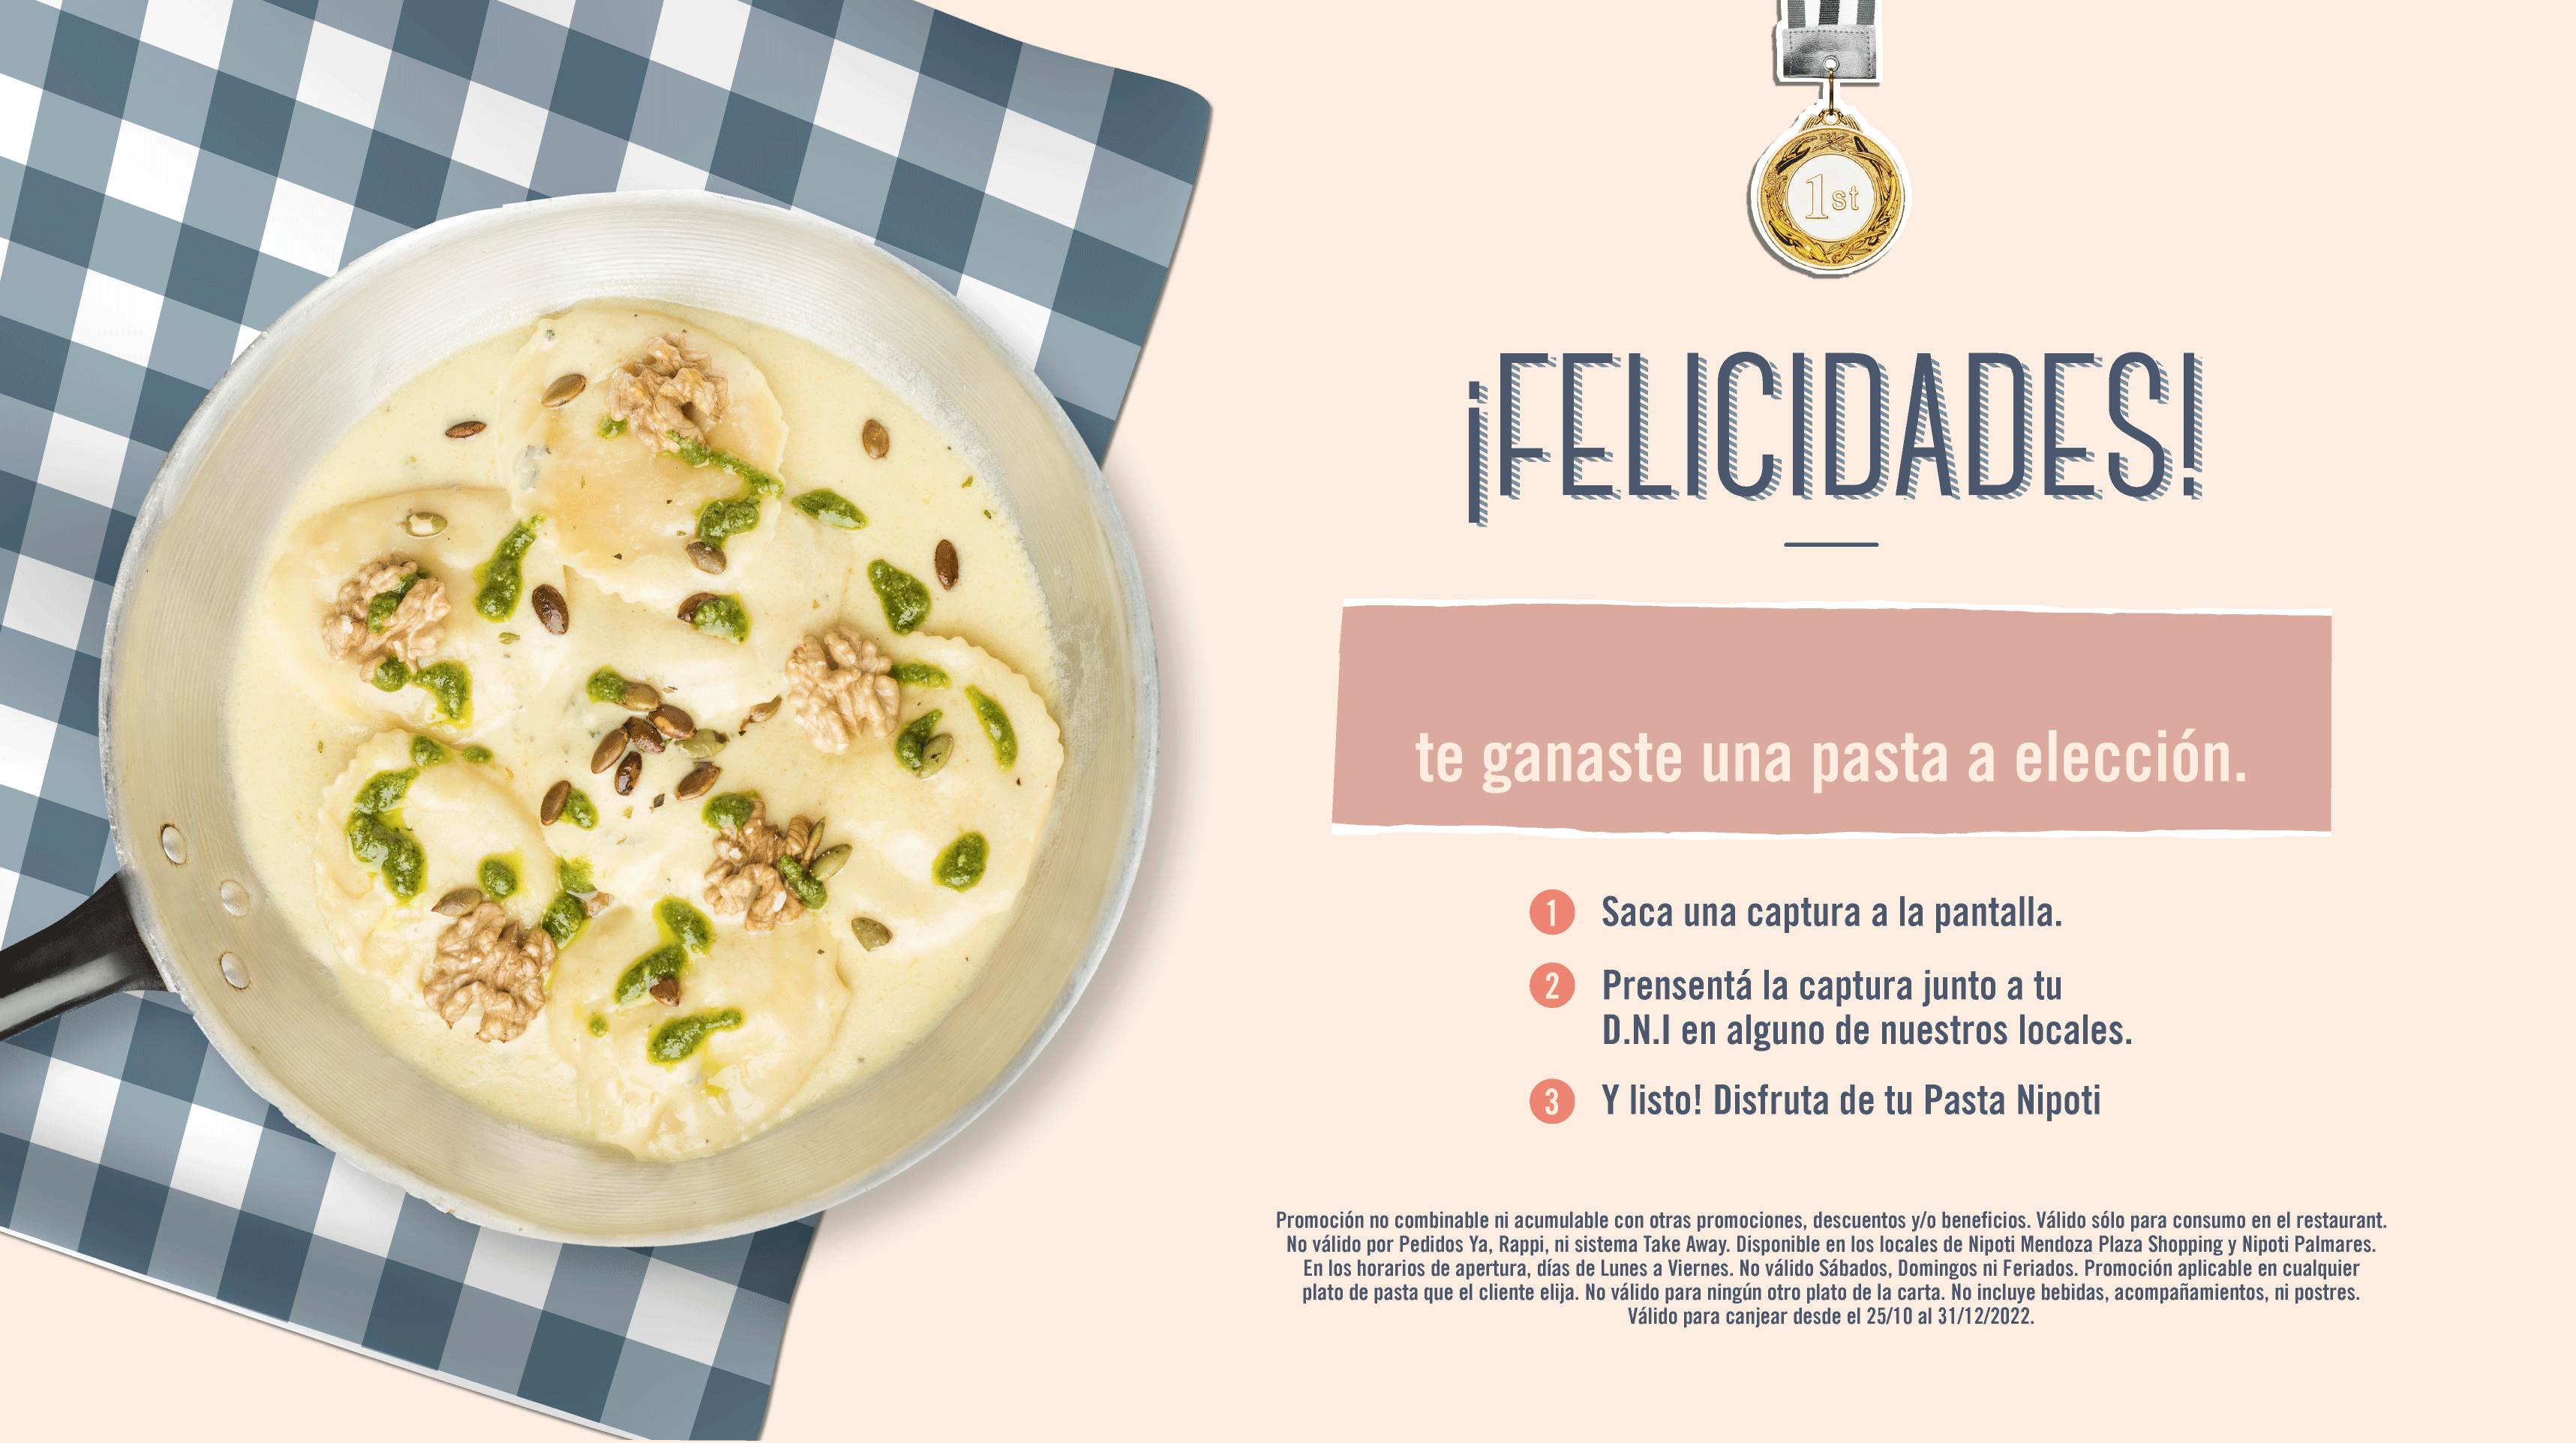 1st
¡FELICIDADES!
te ganaste una pasta a elección.
1 Saca una captura a la pantalla.
2 Prensentá la captura junto a tu
D.N.I en alguno de nuestros locales.
3 Y listo! Disfruta de tu Pasta Nipoti
Promoción no combinable ni acumulable con otras promociones, descuentos y/o beneficios. Válido sólo para consumo en el restaurant.
No válido por Pedidos Ya, Rappi, ni sistema Take Away. Disponible en los locales de Nipoti Mendoza Plaza Shopping y Nipoti Palmares.
En los horarios de apertura, días de Lunes a Viernes. No válido Sábados, Domingos ni Feriados. Promoción aplicable en cualquier
plato de pasta que el cliente elija. No válido para ningún otro plato de la carta. No incluye bebidas, acompañamientos, ni postres.
Válido para canjear desde el 25/10 al 31/12/2022.